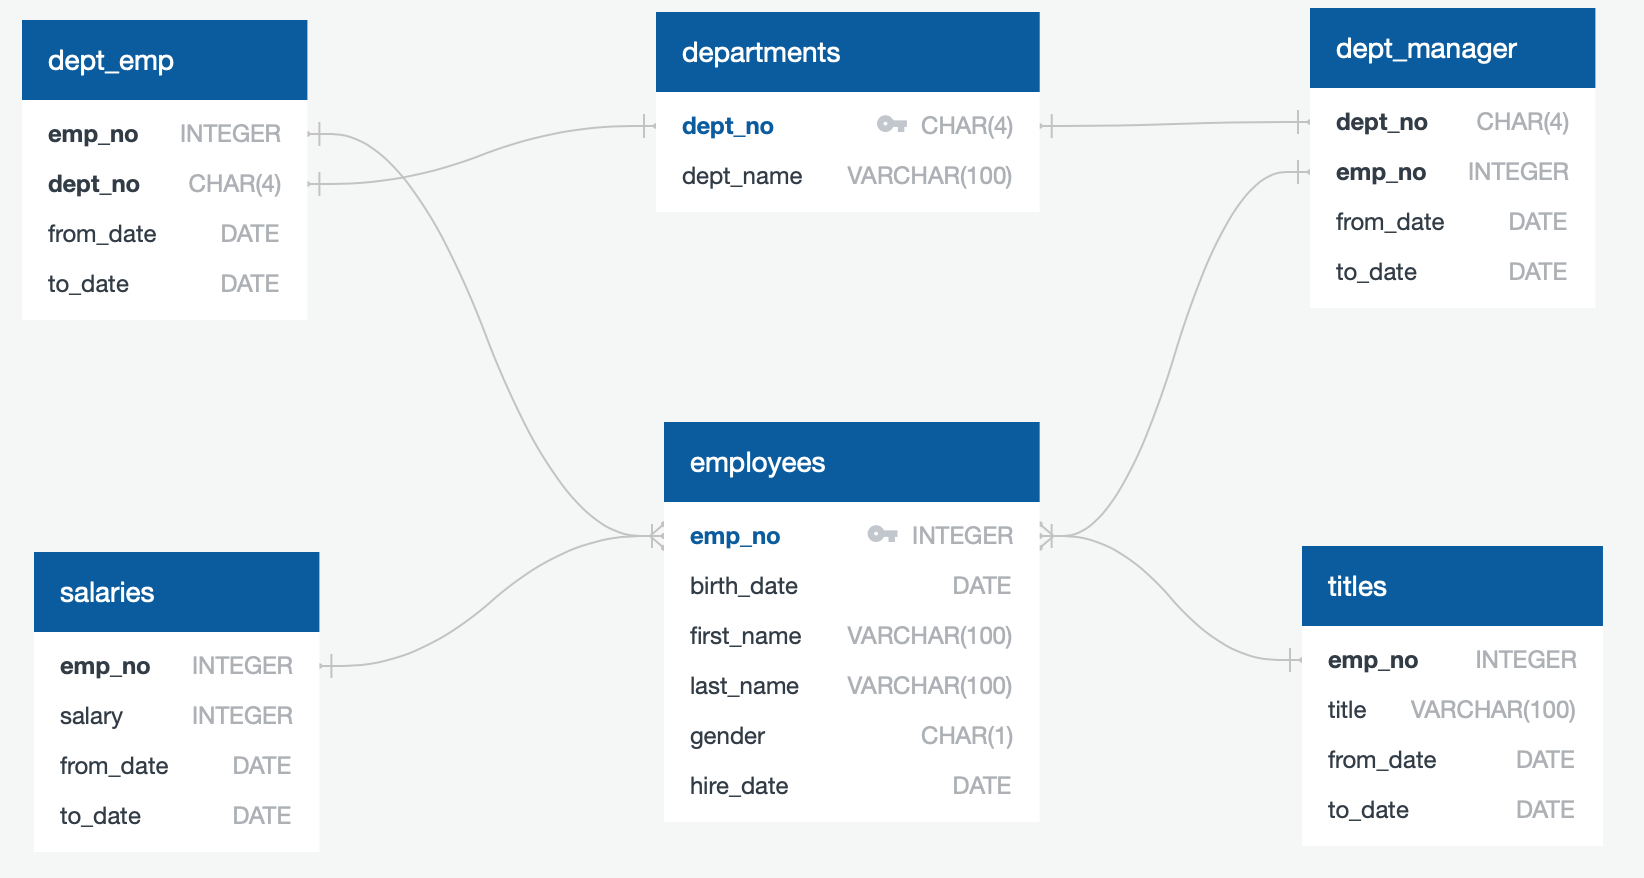 dept_emp
emp_no INTEGER
dept_no CHAR(4)
from_date DATE
to_date DATE
departments
dept_no CHAR(4)
dept_name VARCHAR(100)
dept_manager
dept_no CHAR(4)
emp_no INTEGER
from_date DATE
to_date DATE
employees
emp_no INTEGER
birth_date DATE
first_name VARCHAR(100)
last_name VARCHAR(100)
gender CHAR(1)
hire_date DATE
salaries
emp_no INTEGER
salary INTEGER
from_date DATE
to_date DATE
titles
emp_no INTEGER
title VARCHAR(100)
from_date DATE
to_date DATE